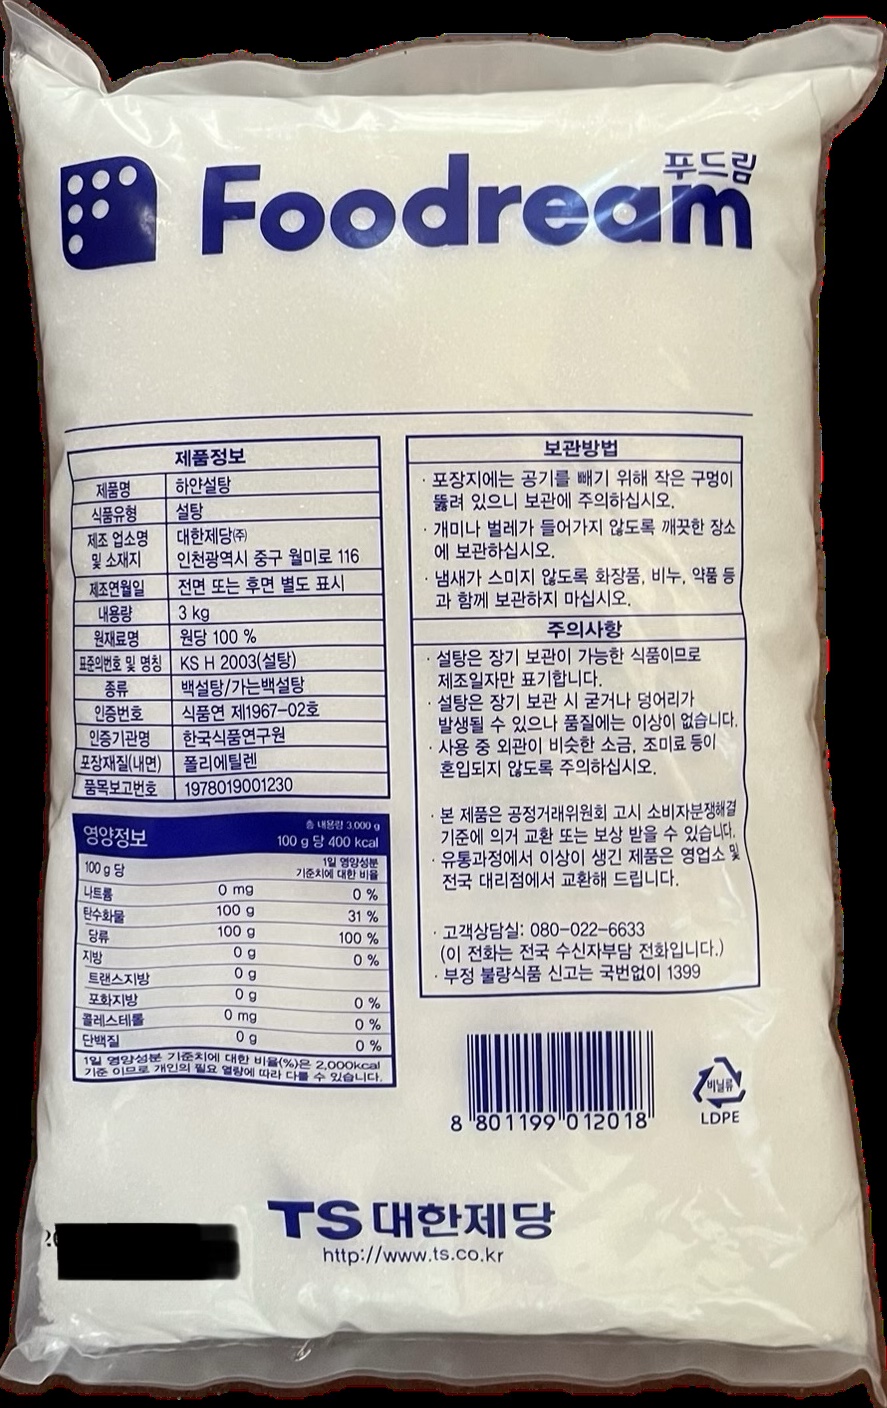 푸드림
Foodream
제품정보
제품명 하얀설탕
식품유형 설탕
제조 업소명 대한제당㈜
및 소재지 인천광역시 중구 월미로 116
제조연월일 전면 또는 후면 별도 표시
내용량 3 kg
원재료명 원당 100 %
표준의번호 및 명칭 KS H 2003(설탕)
종류 백설탕/가는백설탕
인증번호 식품연 제1967-02호
인증기관명 한국식품연구원
포장재질(내면) 폴리에틸렌
품목보고번호 1978019001230
영양정보
총 내용량 3,000 g
100 g 당 400 kcal
100 g 당
1일 영양성분
기준치에 대한 비율
나트륨 0 mg 0 %
탄수화물 100 g 31 %
당류 100 g 100 %
지방 0 g 0 %
트랜스지방 0 g
포화지방 0 g 0 %
콜레스테롤 0 mg 0 %
단백질 0 g 0 %
1일 영양성분 기준치에 대한 비율(%)은 2,000kcal
기준 이므로 개인의 필요 열량에 따라 다를 수 있습니다.
보관방법
· 포장지에는 공기를 빼기 위해 작은 구멍이
뚫려 있으니 보관에 주의하십시오.
· 개미나 벌레가 들어가지 않도록 깨끗한 장소
에 보관하십시오.
· 냄새가 스미지 않도록 화장품, 비누, 약품 등
과 함께 보관하지 마십시오.
주의사항
· 설탕은 장기 보관이 가능한 식품이므로
제조일자만 표기합니다.
· 설탕은 장기 보관 시 굳거나 덩어리가
발생될 수 있으나 품질에는 이상이 없습니다.
· 사용 중 외관이 비슷한 소금, 조미료 등이
혼입되지 않도록 주의하십시오.
· 본 제품은 공정거래위원회 고시 소비자분쟁해결
기준에 의거 교환 또는 보상 받을 수 있습니다.
· 유통과정에서 이상이 생긴 제품은 영업소 및
전국 대리점에서 교환해 드립니다.
· 고객상담실: 080-022-6633
(이 전화는 전국 수신자부담 전화입니다.)
· 부정 불량식품 신고는 국번없이 1399
8 801199 012018
비닐류
LDPE
TS 대한제당
http://www.ts.co.kr